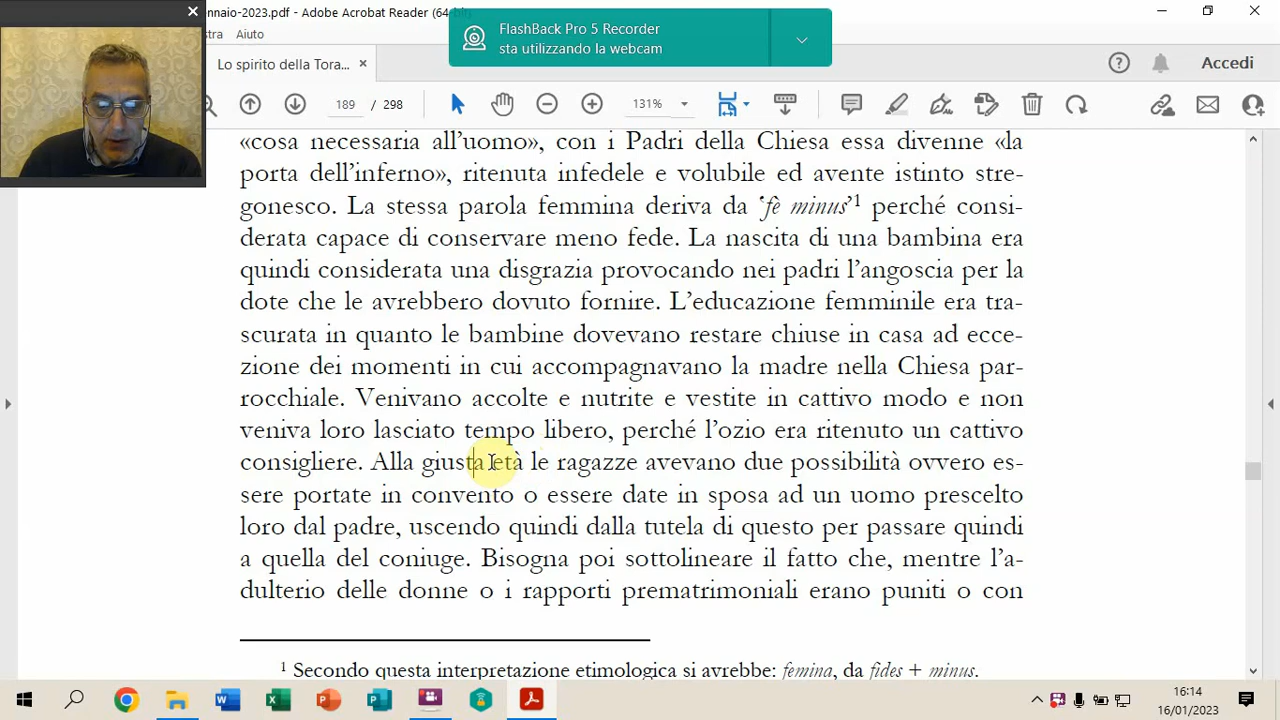 nnaio-2023.pdf - Adobe Acrobat Reader (64-bit)
stra Aiuto
FlashBack Pro 5 Recorder
sta utilizzando la webcam
Lo spirito della Tora...
Accedi
189 / 298
131%
«cosa necessaria all'uomo», con i Padri della Chiesa essa divenne «la
porta dell'inferno», ritenuta infedele e volubile ed avente istinto stre-
gonesco. La stessa parola femmina deriva da 'fè minus'¹ perché consi-
derata capace di conservare meno fede. La nascita di una bambina era
quindi considerata una disgrazia provocando nei padri l'angoscia per la
dote che le avrebbero dovuto fornire. L'educazione femminile era tra-
scurata in quanto le bambine dovevano restare chiuse in casa ad ecce-
zione dei momenti in cui accompagnavano la madre nella Chiesa par-
rocchiale. Venivano accolte e nutrite e vestite in cattivo modo e non
veniva loro lasciato tempo libero, perché l'ozio era ritenuto un cattivo
consigliere. Alla giusta età le ragazze avevano due possibilità ovvero es-
sere portate in convento o essere date in sposa ad un uomo prescelto
loro dal padre, uscendo quindi dalla tutela di questo per passare quindi
a quella del coniuge. Bisogna poi sottolineare il fatto che, mentre l'a-
dulterio delle donne o i rapporti prematrimoniali erano puniti o con
¹ Secondo questa interpretazione etimologica si avrebbe: femina, da fides + minus.
16:14
16/01/2023